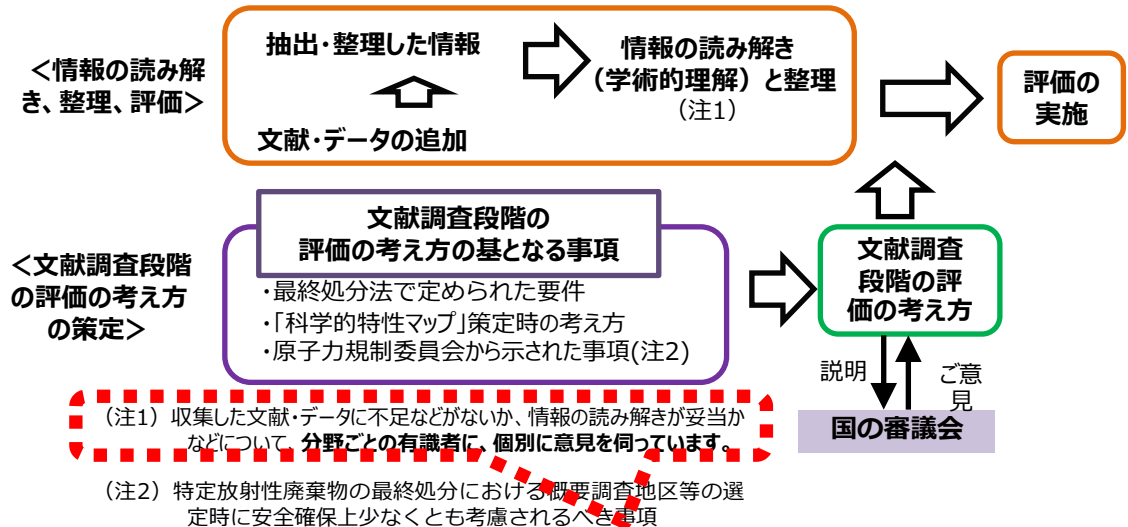 <情報の読み解
き、整理、評価>
抽出・整理した情報
文献・データの追加
情報の読み解き
(学術的理解)と整理
(注1)
評価の
実施
<文献調査段階
の評価の考え方
の策定>
文献調査段階の
評価の考え方の基となる事項
・最終処分法で定められた要件
・「科学的特性マップ」策定時の考え方
・原子力規制委員会から示された事項(注2)
文献調査
段階の評
価の考え方
説明
ご意
見
国の審議会
(注1)収集した文献・データに不足などがないか、情報の読み解きが妥当か
などについて、分野ごとの有識者に、個別に意見を伺っています。
(注2)特定放射性廃棄物の最終処分における概要調査地区等の選
定時に安全確保上少なくとも考慮されるべき事項